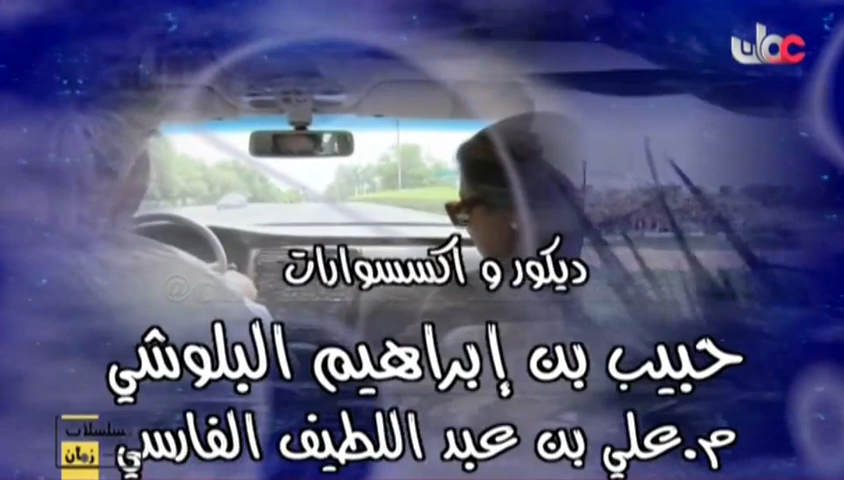 عمان
ديكور و اكسسوارات
حبيب بن إبراهيم البلوشي
م.علي بن عبد اللطيف الفارسي
مسلسلات
زمان